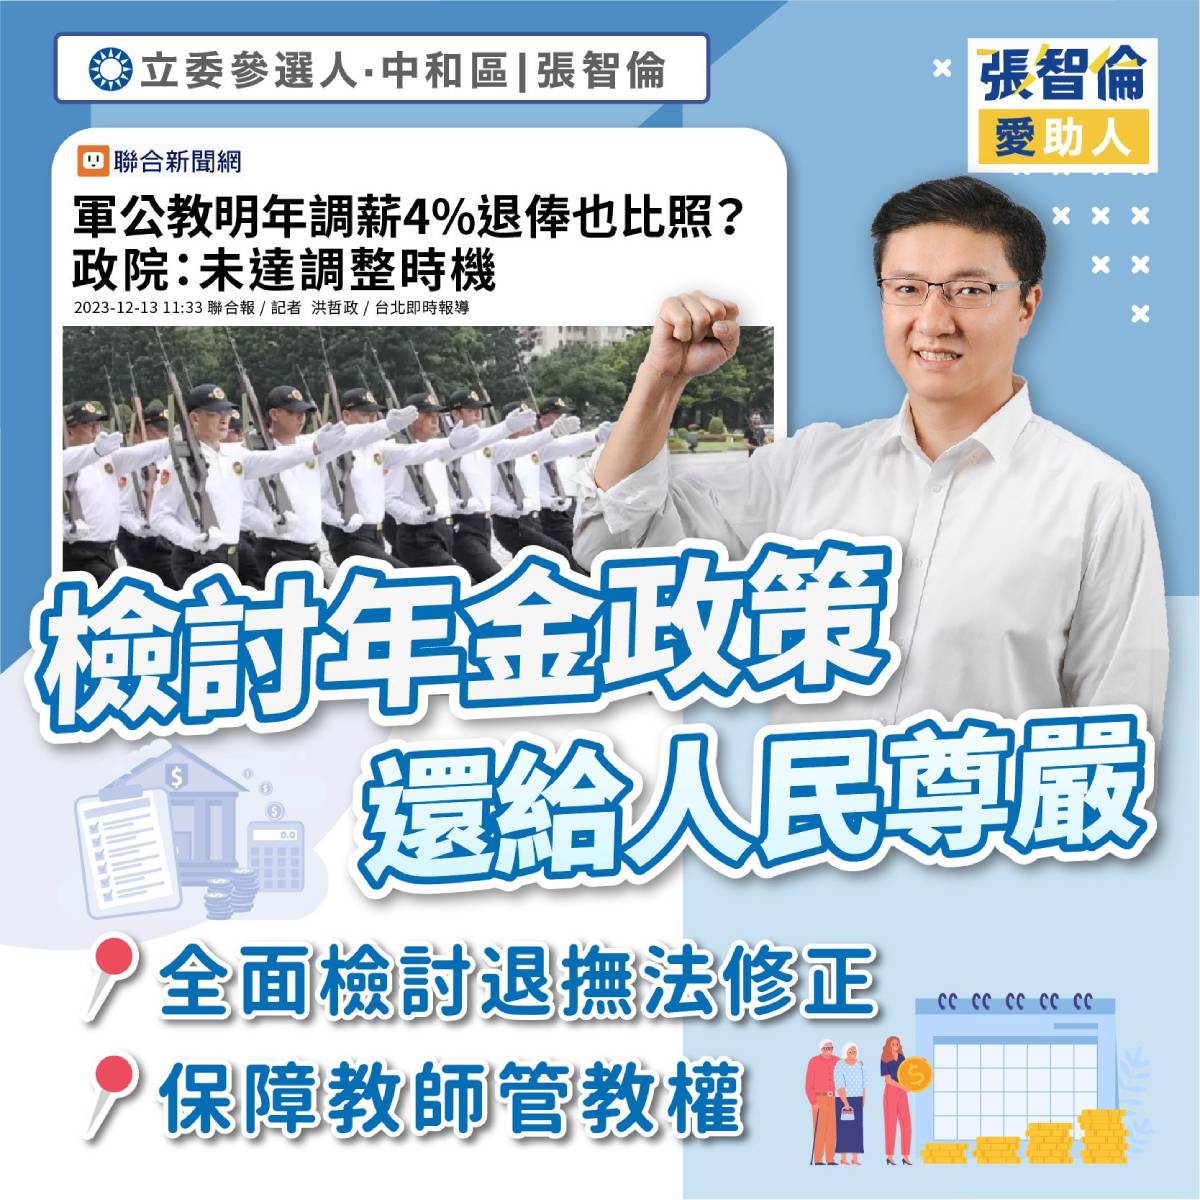 立委參選人·中和區|張智倫
張智倫
愛助人
聯合新聞網
軍公教明年調薪4%退俸也比照？
政院：未達調整時機
2023-12-13 11:33 聯合報 / 記者 洪哲政 / 台北即時報導
檢討年金政策
還給人民尊嚴
$
$
$
0.0
全面檢討退撫法修正
保障教師管教權
$